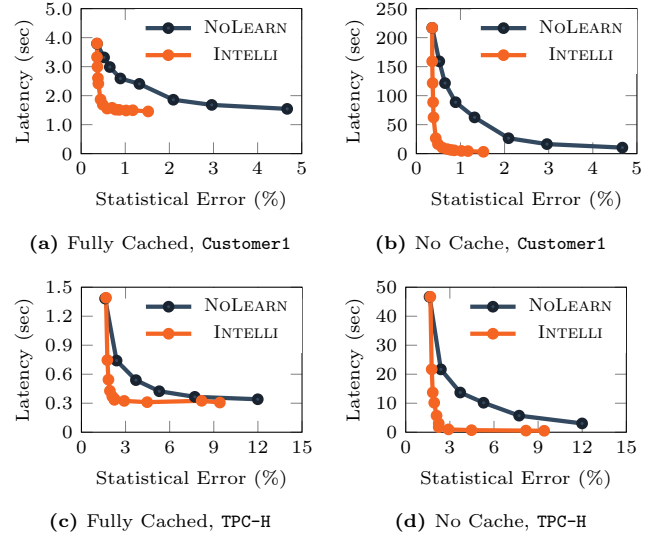 5.0
4.0
3.0
2.0
1.0
0
0 1 2 3 4 5
Latency (sec)
Statistical Error (%)
NoLearn
Intelli
(a) Fully Cached, Customer1
250
200
150
100
50
0
0 1 2 3 4 5
Latency (sec)
Statistical Error (%)
NoLearn
Intelli
(b) No Cache, Customer1
1.5
1.2
0.9
0.6
0.3
0
0 3 6 9 12 15
Latency (sec)
Statistical Error (%)
NoLearn
Intelli
(c) Fully Cached, TPC-H
50
40
30
20
10
0
0 3 6 9 12 15
Latency (sec)
Statistical Error (%)
NoLearn
Intelli
(d) No Cache, TPC-H